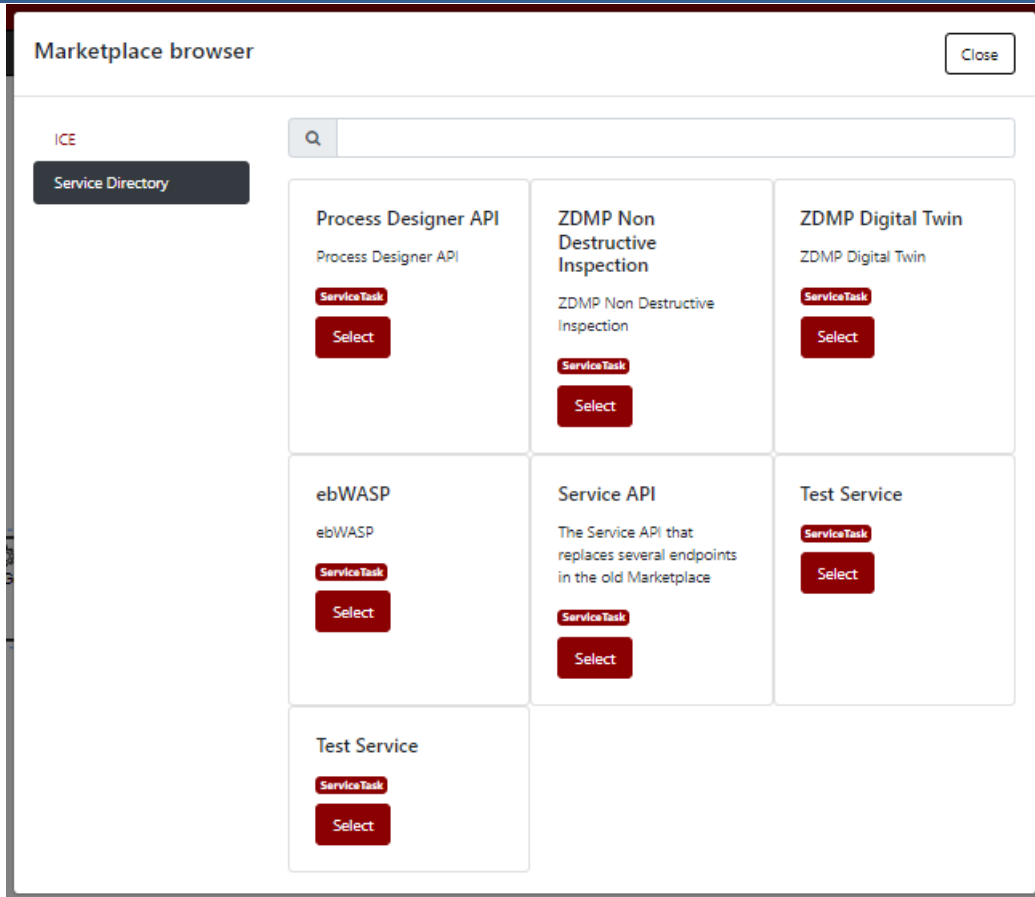 Marketplace browser
Close
ICE
Service Directory
Process Designer API
Process Designer API
ServiceTask
Select
ZDMP Non
Destructive
Inspection
ZDMP Non Destructive
Inspection
ServiceTask
Select
ZDMP Digital Twin
ZDMP Digital Twin
ServiceTask
Select
ebWASP
ebWASP
ServiceTask
Select
Service API
The Service API that
replaces several endpoints
in the old Marketplace
ServiceTask
Select
Test Service
ServiceTask
Select
Test Service
ServiceTask
Select